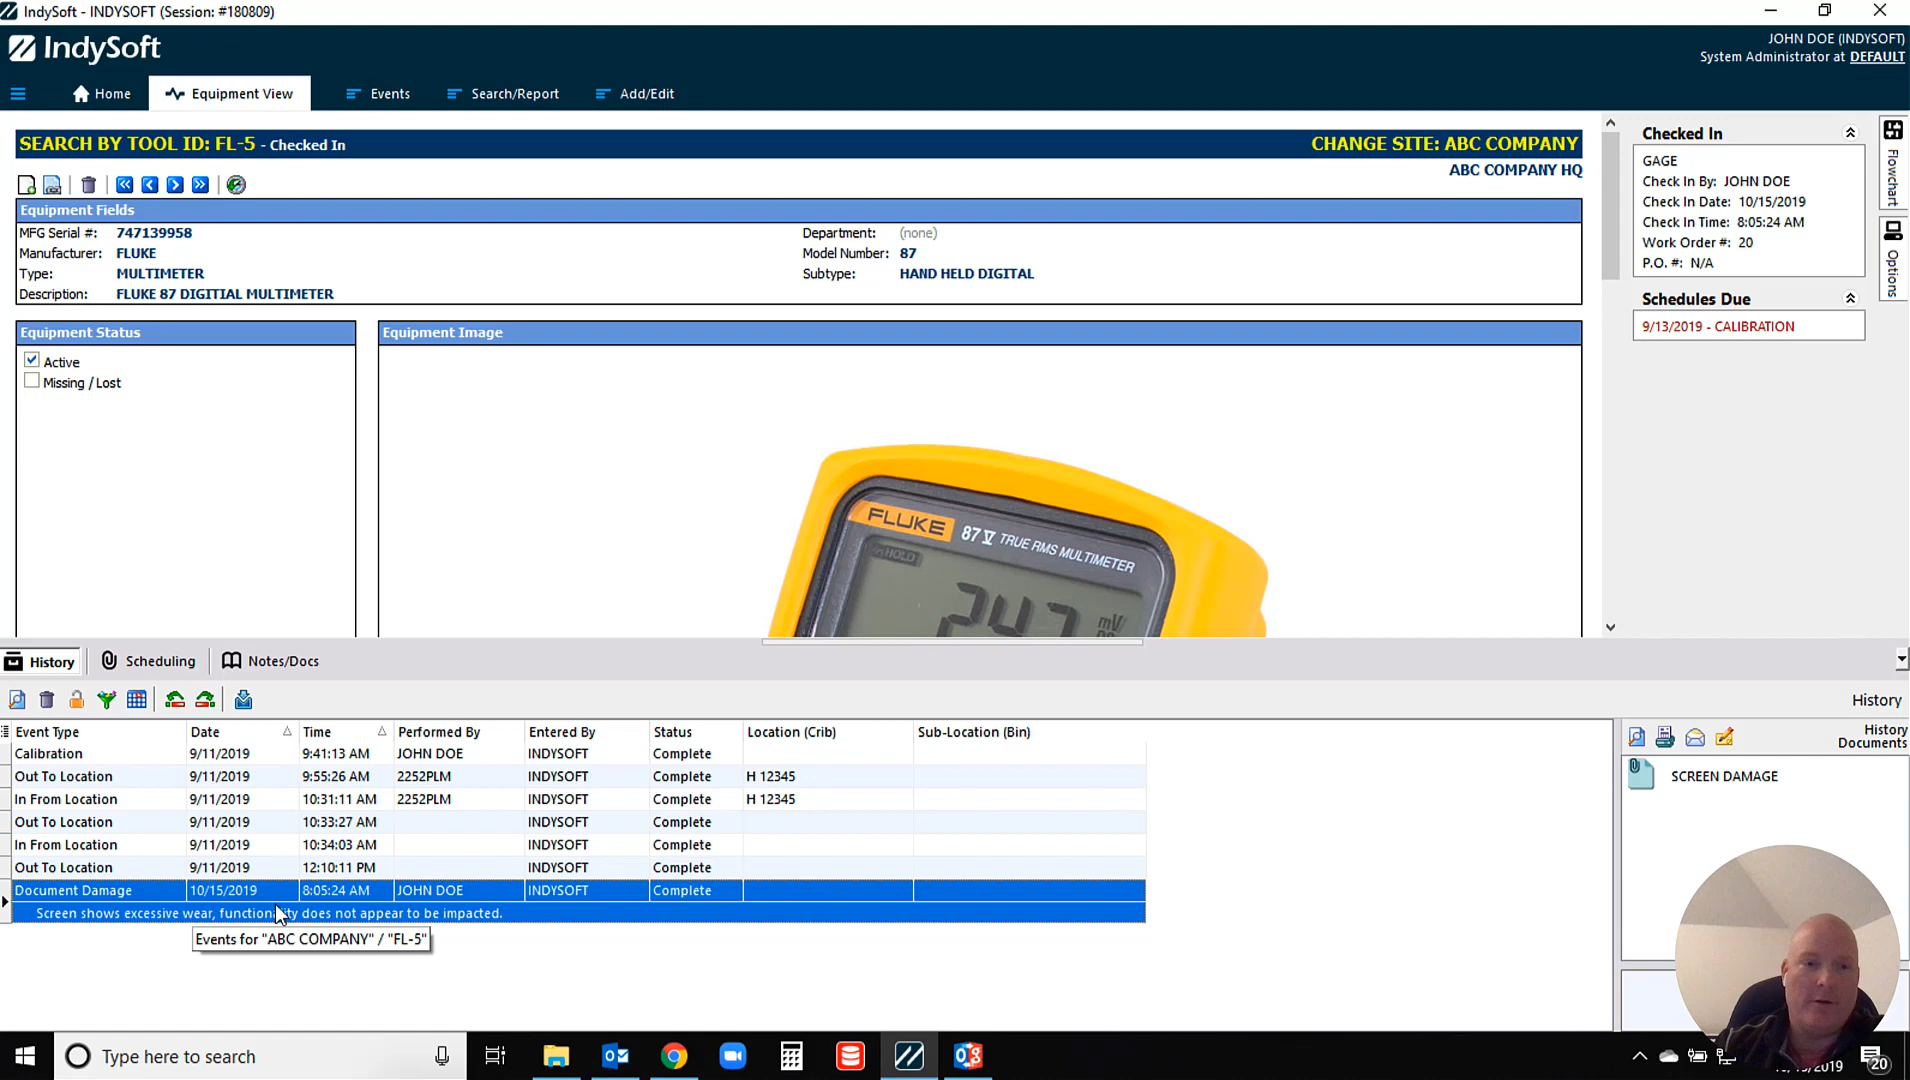 IndySoft - INDYSOFT (Session: #180809)
IndySoft
JOHN DOE (INDYSOFT)
System Administrator at DEFAULT
Home
Equipment View
Events
Search/Report
Add/Edit
SEARCH BY TOOL ID: FL-5 - Checked In
CHANGE SITE: ABC COMPANY
ABC COMPANY HQ
Equipment Fields
MFG Serial #: 747139958
Department: (none)
Manufacturer: FLUKE
Model Number: 87
Type: MULTIMETER
Subtype: HAND HELD DIGITAL
Description: FLUKE 87 DIGITIAL MULTIMETER
Equipment Status
Active
Missing / Lost
Equipment Image
HOLD
FLUKE 87 V TRUE RMS MULTIMETER
247 mV
Checked In
GAGE
Check In By: JOHN DOE
Check In Date: 10/15/2019
Check In Time: 8:05:24 AM
Work Order #: 20
P.O. #: N/A
Schedules Due
9/13/2019 - CALIBRATION
Flowchart
Options
History
Scheduling
Notes/Docs
History
Event Type Date Time Performed By Entered By Status Location (Crib) Sub-Location (Bin)
Calibration 9/11/2019 9:41:13 AM JOHN DOE INDYSOFT Complete
Out To Location 9/11/2019 9:55:26 AM 2252PLM INDYSOFT Complete H 12345
In From Location 9/11/2019 10:31:11 AM 2252PLM INDYSOFT Complete H 12345
Out To Location 9/11/2019 10:33:27 AM INDYSOFT Complete
In From Location 9/11/2019 10:34:03 AM INDYSOFT Complete
Out To Location 9/11/2019 12:10:11 PM INDYSOFT Complete
Document Damage 10/15/2019 8:05:24 AM JOHN DOE INDYSOFT Complete
Screen shows excessive wear, functionality does not appear to be impacted.
Events for "ABC COMPANY" / "FL-5"
History
Documents
SCREEN DAMAGE
Type here to search
20